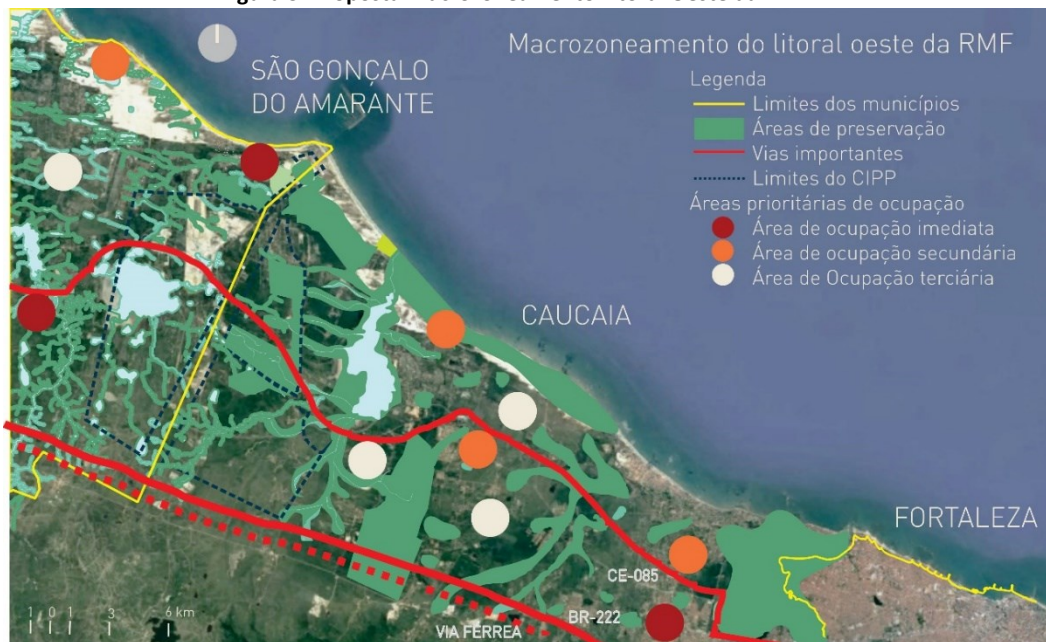 Macrozoneamento do litoral oeste da RMF
SÃO GONÇALO
DO AMARANTE
Legenda
Limites dos municípios
Áreas de preservação
Vias importantes
Limites do CIPP
Áreas prioritárias de ocupação
Área de ocupação imediata
Área de ocupação secundária
Área de Ocupação terciária
CAUCAIA
FORTALEZA
CE-085
BR-222
VIA FÉRREA
1 0 1 3 6 km